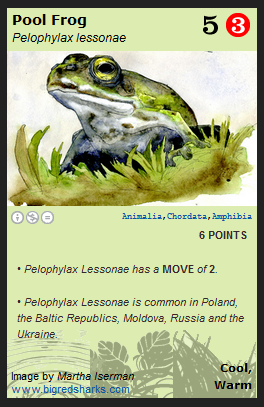 Pool Frog
5 3
Pelophylax lessonae
Animalia,Chordata,Amphibia
6 POINTS
• Pelophylax Lessonae has a MOVE of 2.
• Pelophylax Lessonae is common in Poland,
the Baltic Republics, Moldova, Russia and the
Ukraine.
Cool,
Warm
Image by Martha Iserman
www.bigredsharks.com